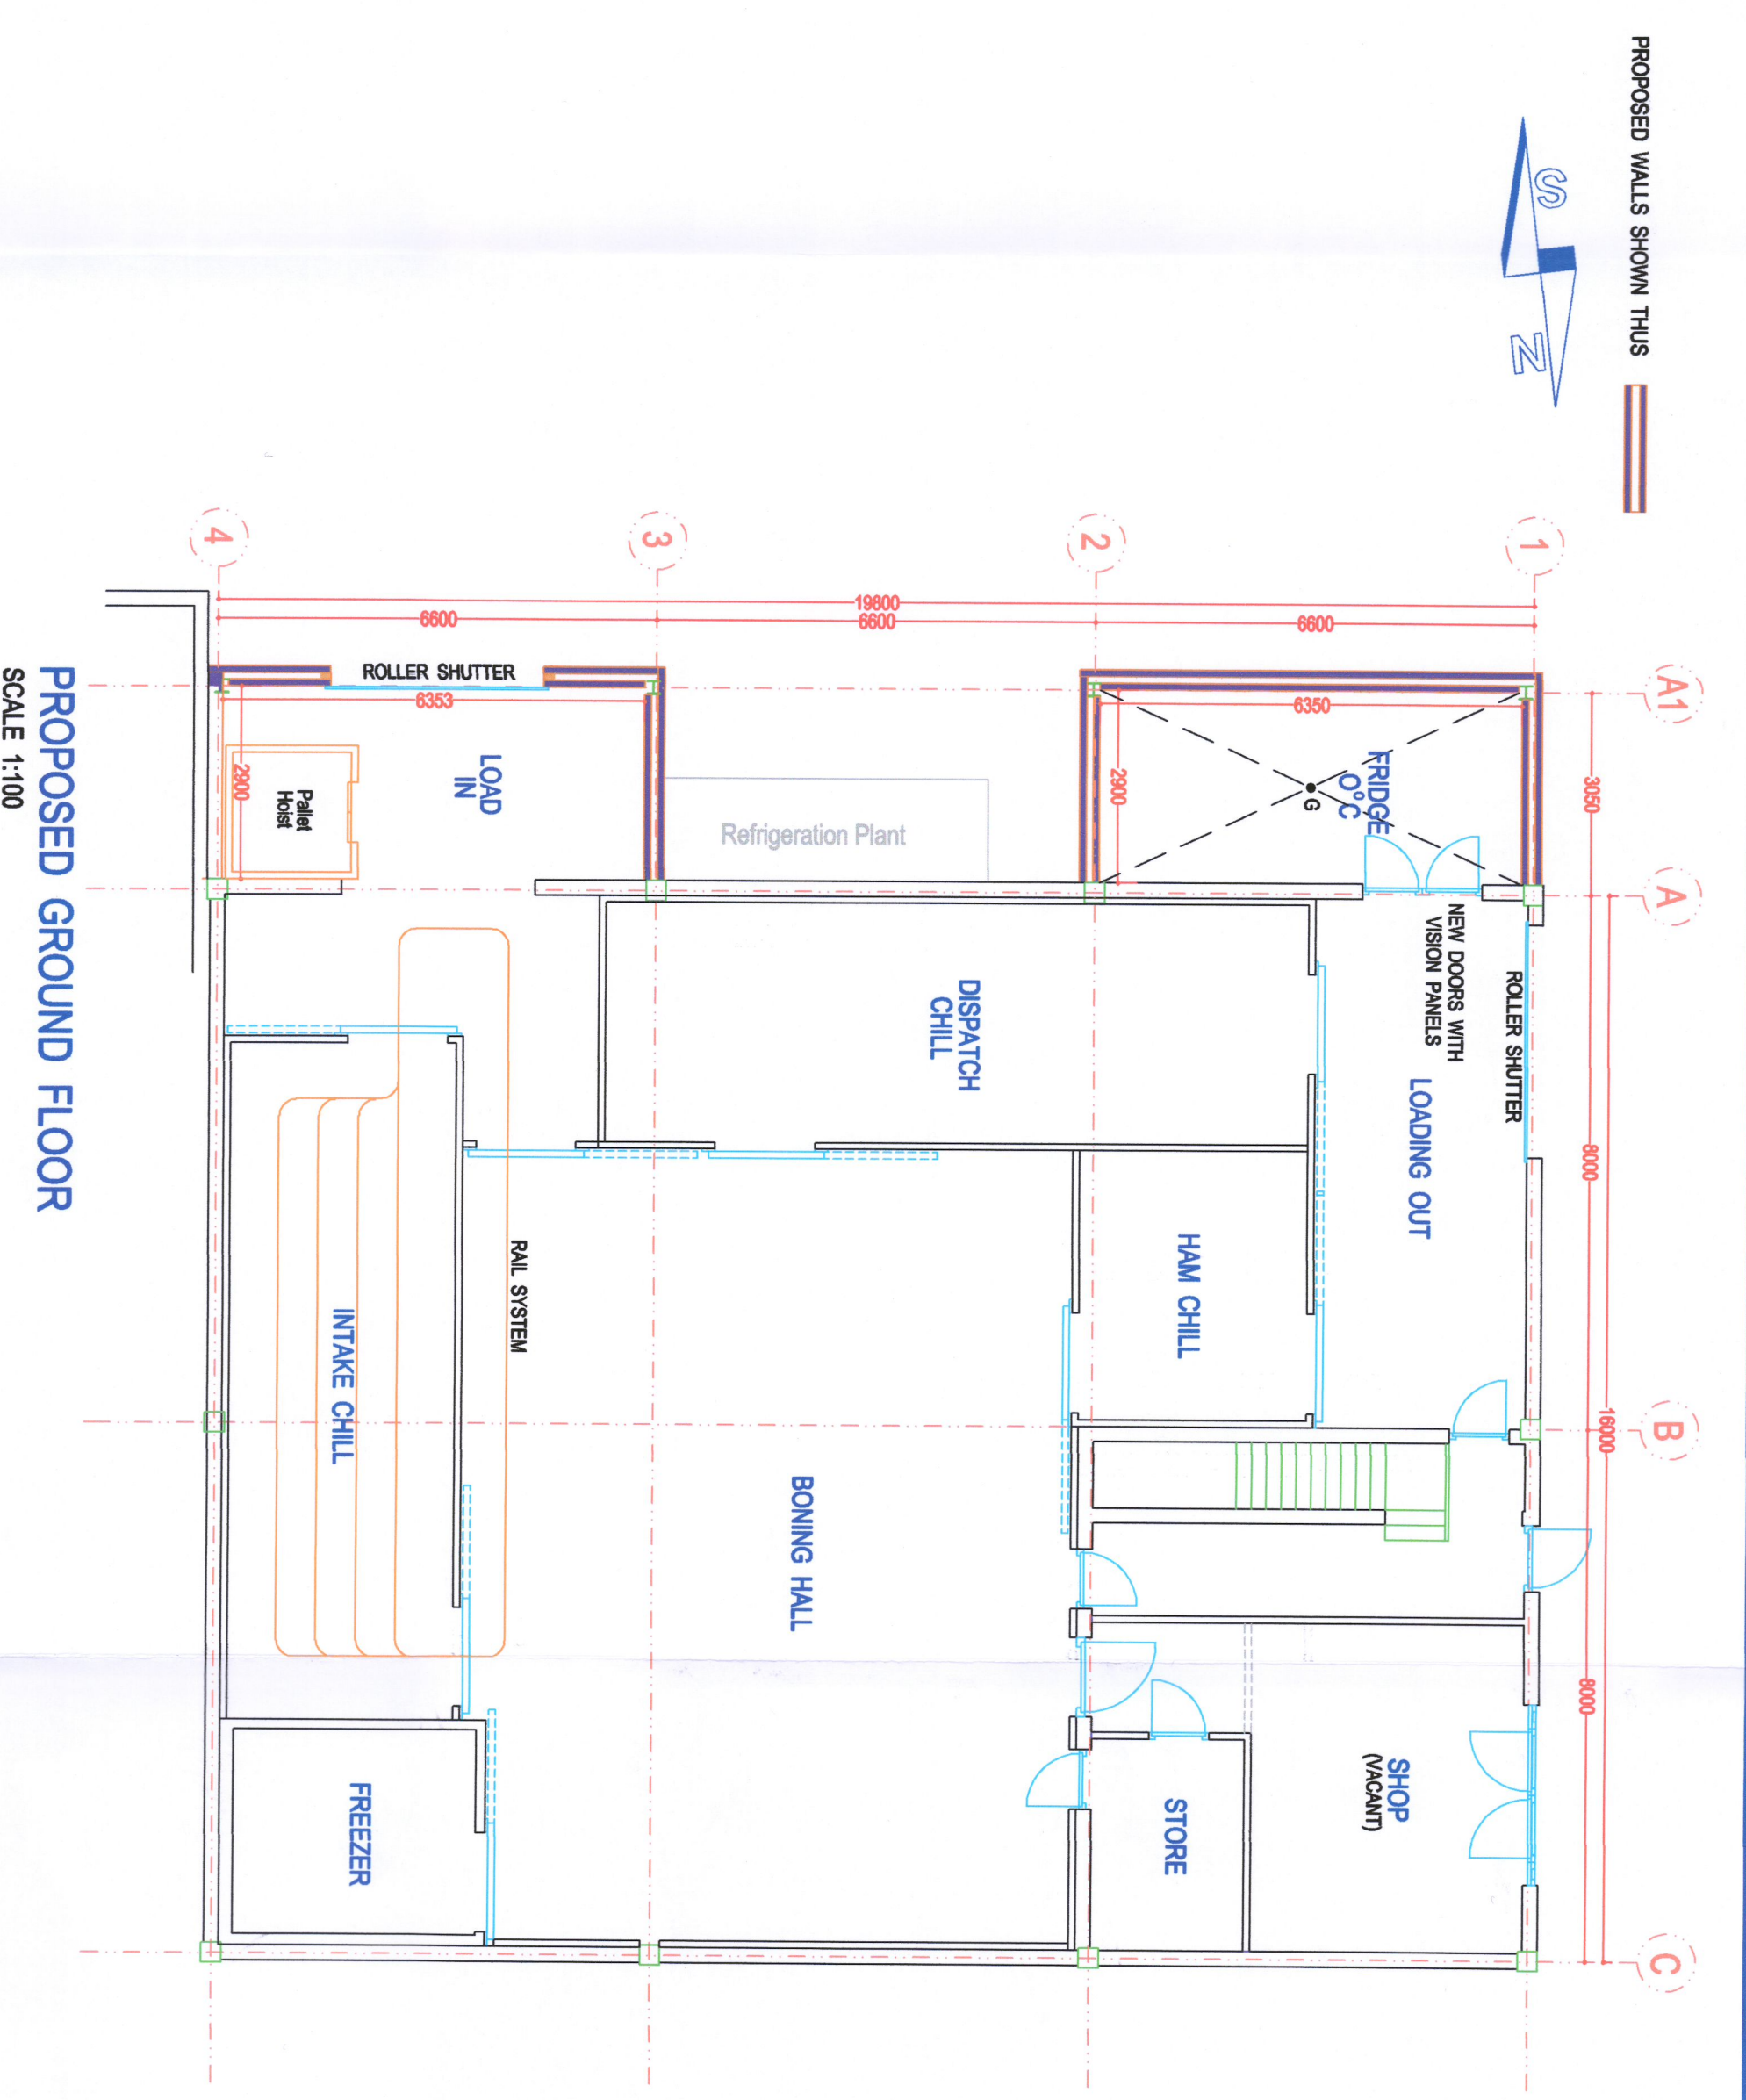 PROPOSED WALLS SHOWN THUS
A1
A
B
C
S
N
16000
3050
8000
8000
1
ROLLER SHUTTER
NEW DOORS WITH
VISION PANELS
LOADING OUT
SHOP
(VACANT)
FRIDGE
O°C
G
6350
2900
6600
HAM CHILL
STORE
2
DISPATCH
CHILL
Refrigeration Plant
19800
6600
BONING HALL
3
RAIL SYSTEM
LOAD
IN
ROLLER SHUTTER
6353
6600
INTAKE CHILL
FREEZER
Pallet
Hoist
2900
4
PROPOSED GROUND FLOOR
SCALE 1:100